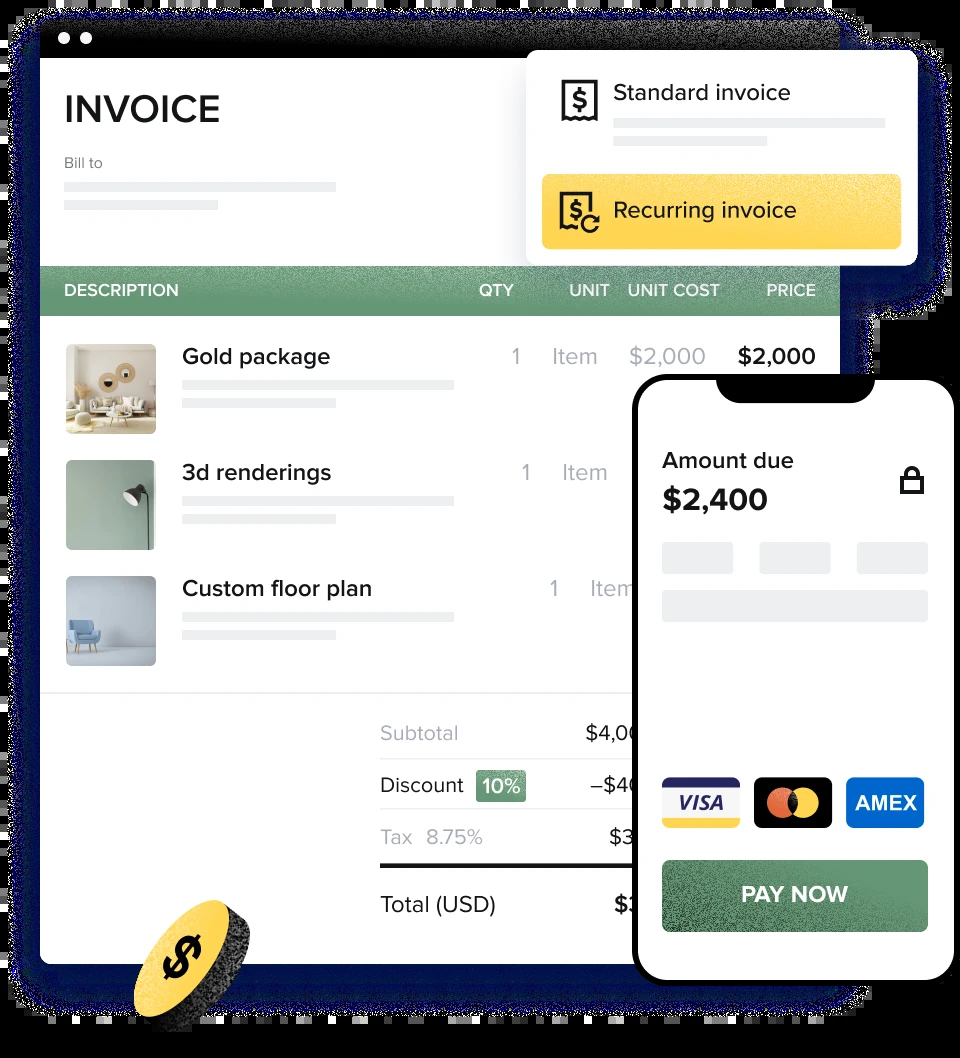 INVOICE
Bill to
Standard invoice
Recurring invoice
DESCRIPTION QTY UNIT UNIT COST PRICE
Gold package 1 Item $2,000 $2,000
3d renderings 1 Item
Custom floor plan 1 Item
Subtotal $4,00
Discount 10% –$40
Tax 8.75% $3
Total (USD) $3
Amount due
$2,400
VISA AMEX
PAY NOW
$